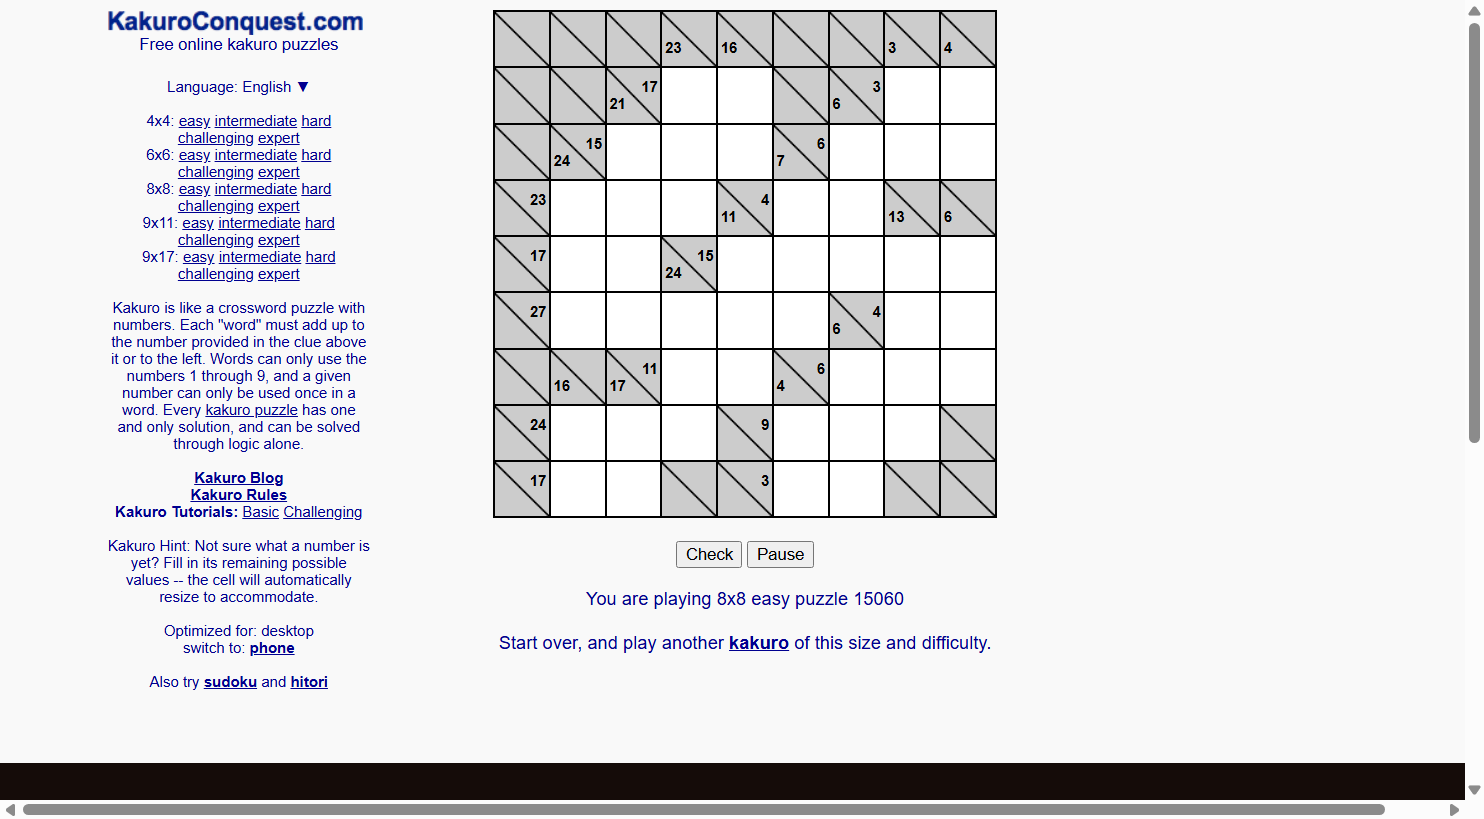 KakuroConquest.com
Free online kakuro puzzles
Language: English ▼
4x4: easy intermediate hard
challenging expert
6x6: easy intermediate hard
challenging expert
8x8: easy intermediate hard
challenging expert
9x11: easy intermediate hard
challenging expert
9x17: easy intermediate hard
challenging expert
Kakuro is like a crossword puzzle with
numbers. Each "word" must add up to
the number provided in the clue above
it or to the left. Words can only use the
numbers 1 through 9, and a given
number can only be used once in a
word. Every kakuro puzzle has one
and only solution, and can be solved
through logic alone.
Kakuro Blog
Kakuro Rules
Kakuro Tutorials: Basic Challenging
Kakuro Hint: Not sure what a number is
yet? Fill in its remaining possible
values -- the cell will automatically
resize to accommodate.
Optimized for: desktop
switch to: phone
Also try sudoku and hitori
23 16 3 4
17 3
21 6
15 6
24 7
23 4
11 13 6
17 15
24
27 4
6
11 6
16 17 4
24 9
17 3
Check Pause
You are playing 8x8 easy puzzle 15060
Start over, and play another kakuro of this size and difficulty.